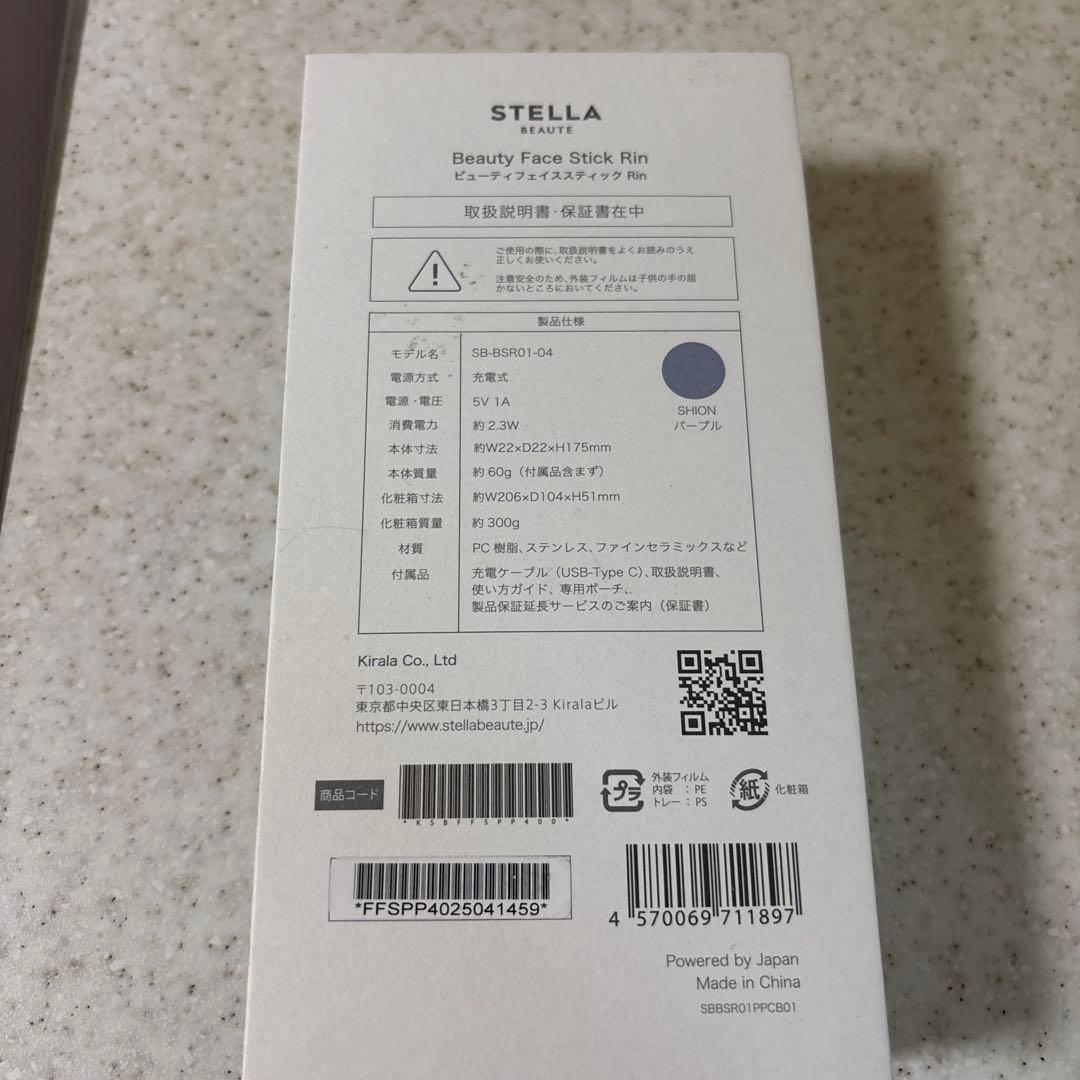 STELLA
BEAUTE
Beauty Face Stick Rin
ビューティフェイススティック Rin
取扱説明書・保証書在中
ご使用の際に、取扱説明書をよくお読みのうえ
正しくお使いください。
注意安全のため、外装フィルムは子供の手の届
かないところにおいてください。
製品仕様
モデル名 SB-BSR01-04
電源方式 充電式
電源・電圧 5V 1A
消費電力 約 2.3W
本体寸法 約W22×D22×H175mm
本体質量 約 60g（付属品含まず）
化粧箱寸法 約W206×D104×H51mm
化粧箱質量 約 300g
材質 PC 樹脂、ステンレス、ファインセラミックスなど
付属品 充電ケーブル（USB-Type C）、取扱説明書、
使い方ガイド、専用ポーチ、
製品保証延長サービスのご案内（保証書）
SHION
パープル
Kirala Co., Ltd
〒103-0004
東京都中央区東日本橋3丁目2-3 Kiralaビル
https://www.stellabeaute.jp/
商品コード
*KSBFFSPP400*
プラ
外装フィルム
内袋 ：PE
トレー：PS
紙
化粧箱
*FFSPP4025041459*
4 570069 711897
Powered by Japan
Made in China
SBBSR01PPCB01